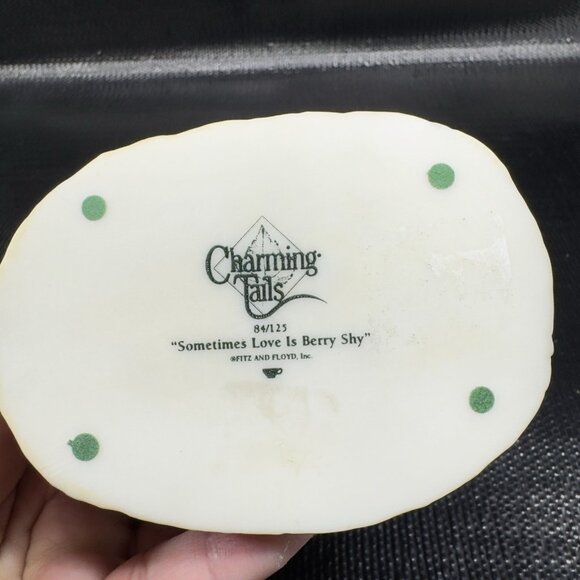 Charming
Tails
84/125
"Sometimes Love Is Berry Shy"
®FITZ AND FLOYD, Inc.